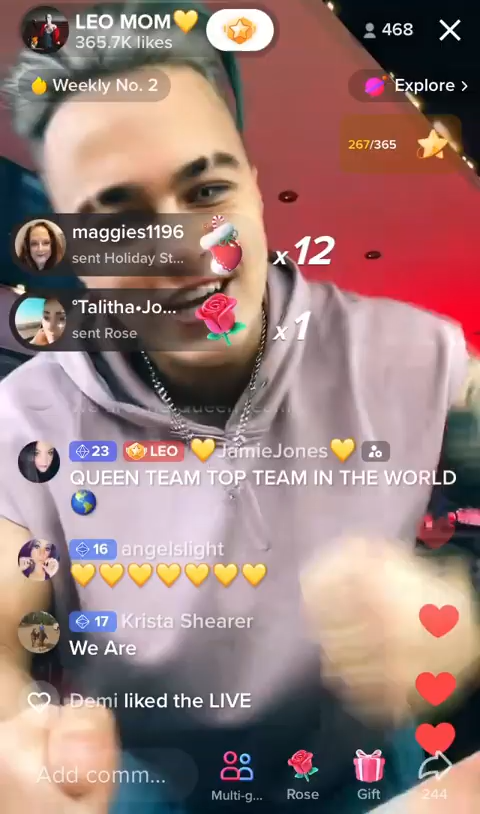 LEO MOM💛
365.7K likes
468
Weekly No. 2
Explore >
267/365
maggies1196
sent Holiday St...
x12
°Talitha•Jo...
sent Rose
x1
23 LEO 💛JamieJones💛
QUEEN TEAM TOP TEAM IN THE WORLD
🌎
16 angelslight
💛💛💛💛💛💛💛
17 Krista Shearer
We Are
Demi liked the LIVE
Add comm...
Multi-g...
Rose
Gift
244